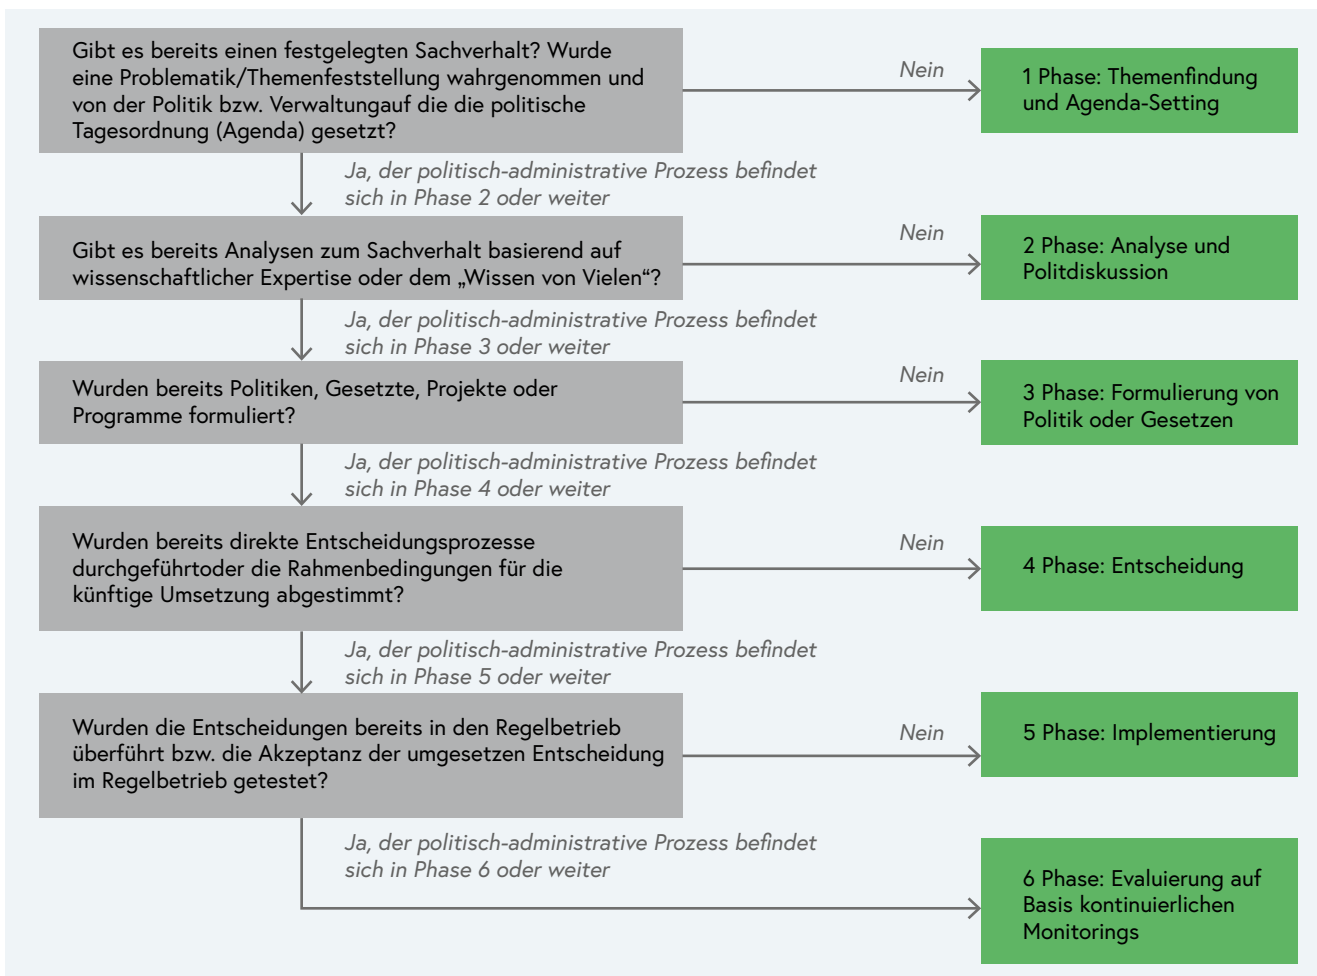 Gibt es bereits einen festgelegten Sachverhalt? Wurde
eine Problematik/Themenfeststellung wahrgenommen und
von der Politik bzw. Verwaltungauf die die politische
Tagesordnung (Agenda) gesetzt?
Nein
1 Phase: Themenfindung
und Agenda-Setting
Ja, der politisch-administrative Prozess befindet
sich in Phase 2 oder weiter
Gibt es bereits Analysen zum Sachverhalt basierend auf
wissenschaftlicher Expertise oder dem „Wissen von Vielen“?
Nein
2 Phase: Analyse und
Politdiskussion
Ja, der politisch-administrative Prozess befindet
sich in Phase 3 oder weiter
Wurden bereits Politiken, Gesetzte, Projekte oder
Programme formuliert?
Nein
3 Phase: Formulierung von
Politik oder Gesetzen
Ja, der politisch-administrative Prozess befindet
sich in Phase 4 oder weiter
Wurden bereits direkte Entscheidungsprozesse
durchgeführtoder die Rahmenbedingungen für die
künftige Umsetzung abgestimmt?
Nein
4 Phase: Entscheidung
Ja, der politisch-administrative Prozess befindet
sich in Phase 5 oder weiter
Wurden die Entscheidungen bereits in den Regelbetrieb
überführt bzw. die Akzeptanz der umgesetzen Entscheidung
im Regelbetrieb getestet?
Nein
5 Phase: Implementierung
Ja, der politisch-administrative Prozess befindet
sich in Phase 6 oder weiter
6 Phase: Evaluierung auf
Basis kontinuierlichen
Monitorings